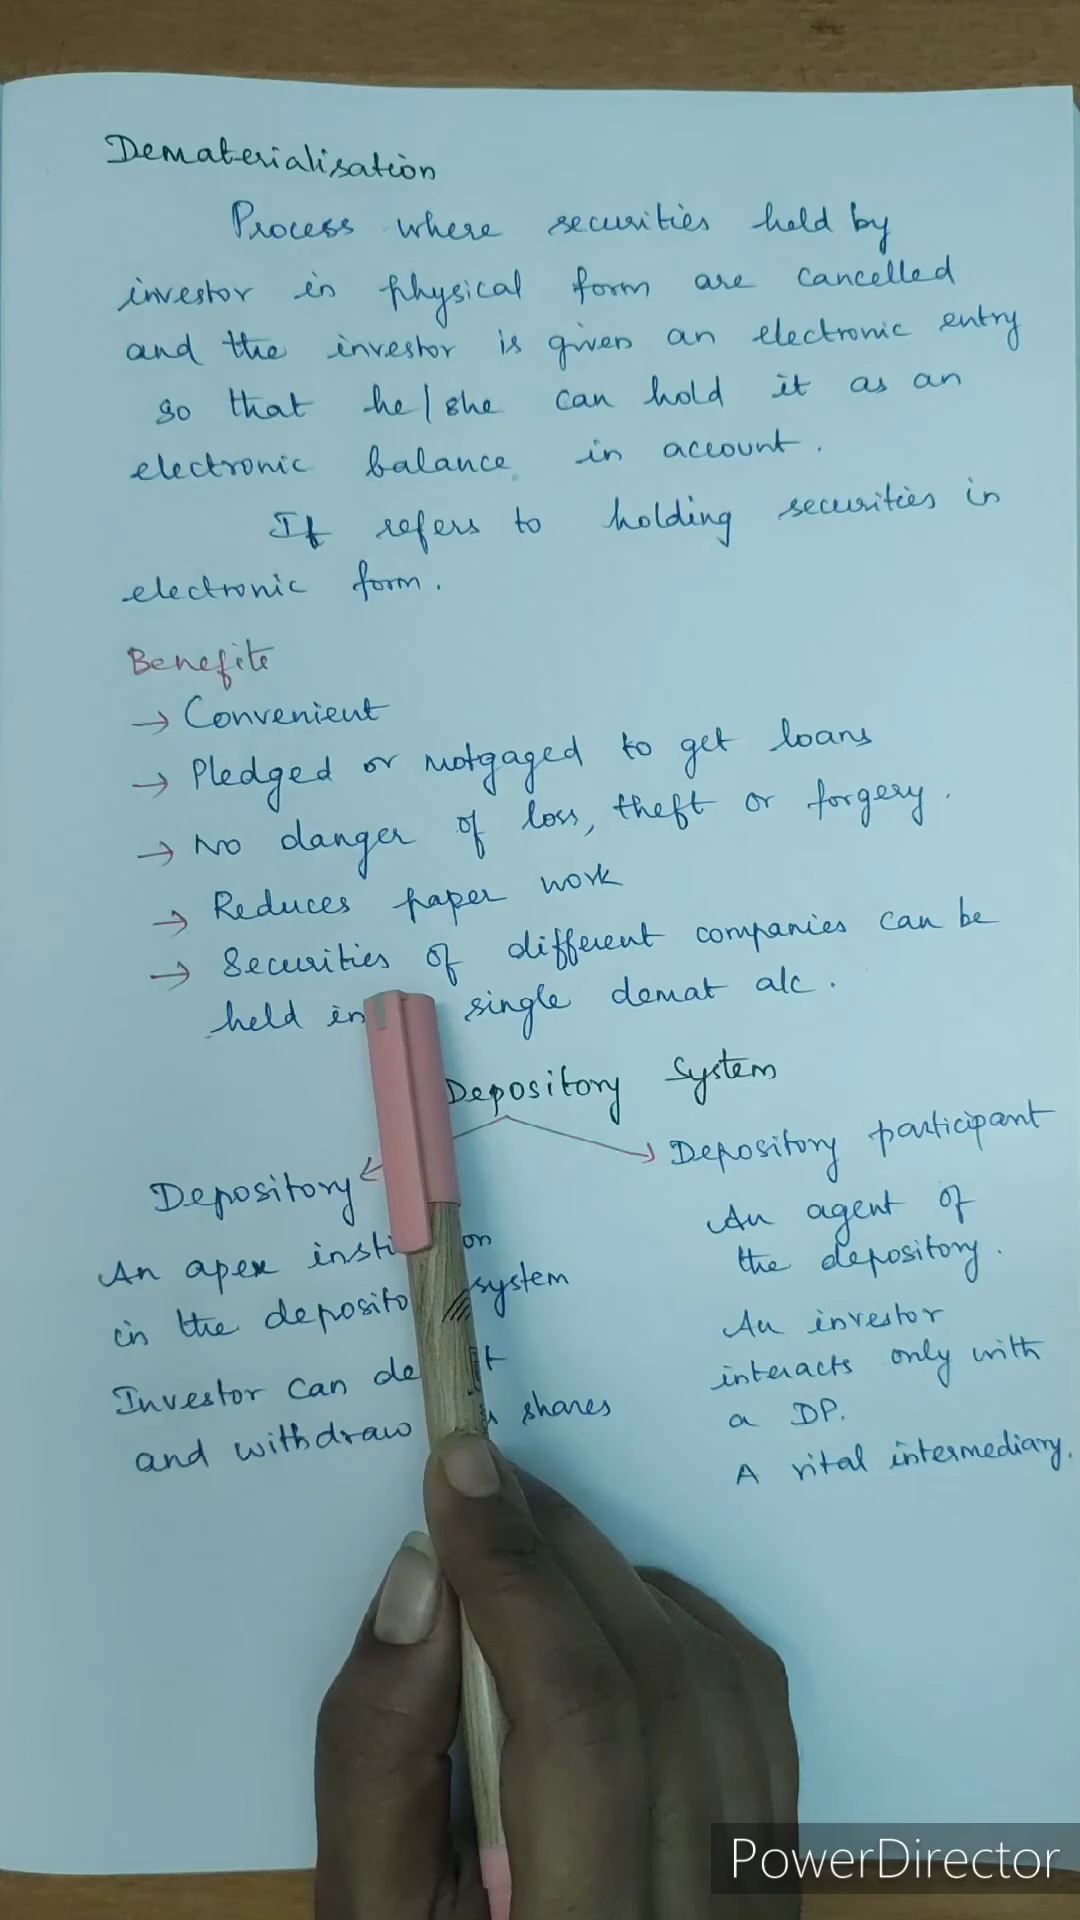 Dematerialisation
Process where securities held by
investor in physical form are cancelled
and the investor is given an electronic entry
so that he/she can hold it as an
electronic balance in account.
It refers to holding securities in
electronic form.
Benefits
→ Convenient
→ Pledged or motgaged to get loans
→ No danger of loss, theft or forgery.
→ Reduces paper work
→ Securities of different companies can be
held in single demat a/c.
Depository System
Depository
An apex
in the system
Investor can
and withdraw shares
Depository participant
An agent of
the depository.
An investor
interacts only with
a DP.
A vital intermediary.
PowerDirector